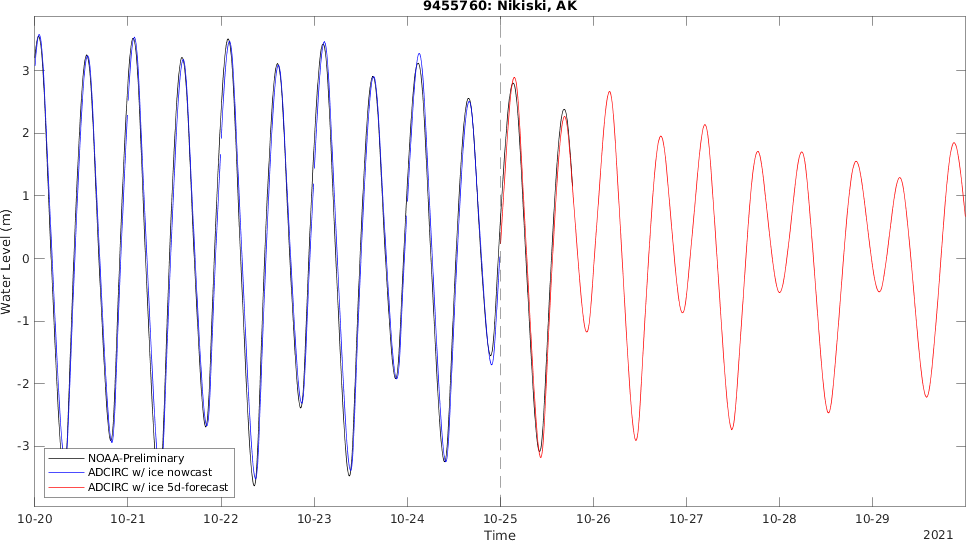 9455760: Nikiski, AK
Water Level (m)
3
2
1
0
-1
-2
-3
NOAA-Preliminary
ADCIRC w/ ice nowcast
ADCIRC w/ ice 5d-forecast
10-20 10-21 10-22 10-23 10-24 10-25 10-26 10-27 10-28 10-29
Time
2021